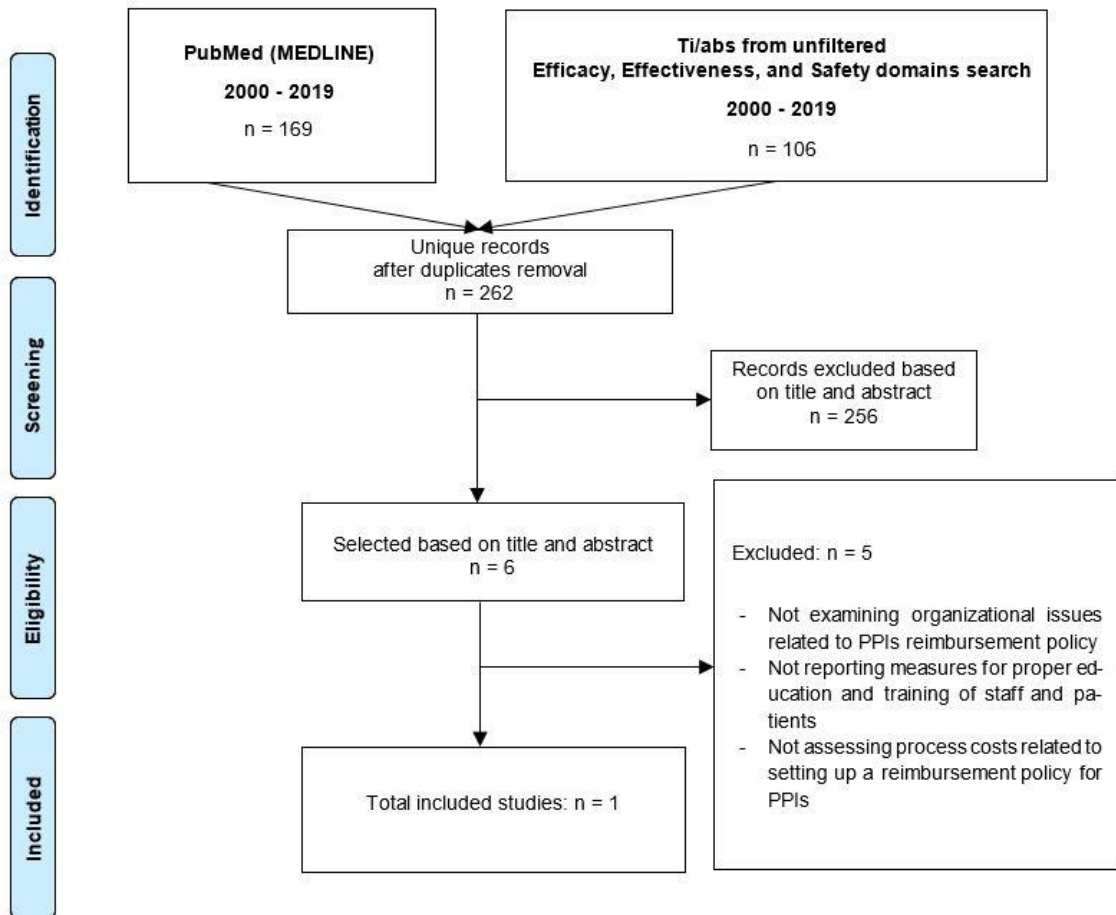 PubMed (MEDLINE)
2000 - 2019
n = 169
Ti/abs from unfiltered
Efficacy, Effectiveness, and Safety domains search
2000 - 2019
n = 106
Identification
Unique records
after duplicates removal
n = 262
Screening
Records excluded based
on title and abstract
n = 256
Eligibility
Selected based on title and abstract
n = 6
Excluded: n = 5
- Not examining organizational issues
related to PPIs reimbursement policy
- Not reporting measures for proper ed-
ucation and training of staff and pa-
tients
- Not assessing process costs related to
setting up a reimbursement policy for
PPIs
Included
Total included studies: n = 1